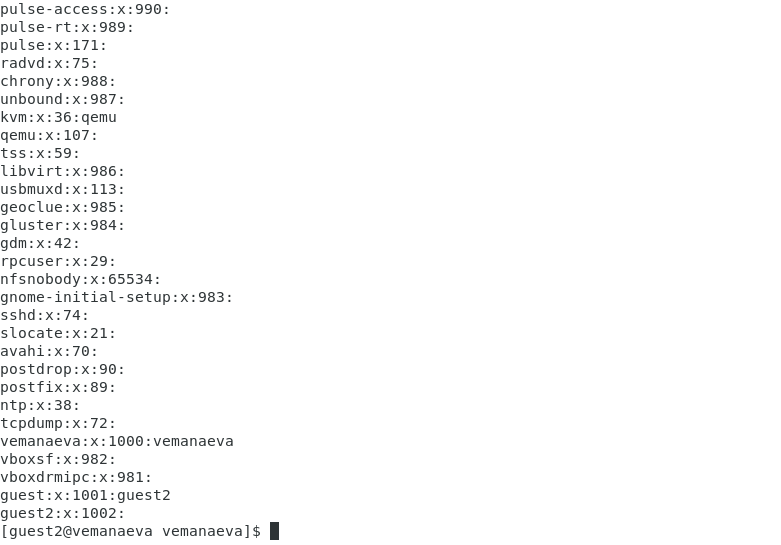 pulse-access:x:990:
pulse-rt:x:989:
pulse:x:171:
radvd:x:75:
chrony:x:988:
unbound:x:987:
kvm:x:36:qemu
qemu:x:107:
tss:x:59:
libvirt:x:986:
usbmuxd:x:113:
geoclue:x:985:
gluster:x:984:
gdm:x:42:
rpcuser:x:29:
nfsnobody:x:65534:
gnome-initial-setup:x:983:
sshd:x:74:
slocate:x:21:
avahi:x:70:
postdrop:x:90:
postfix:x:89:
ntp:x:38:
tcpdump:x:72:
vemanaeva:x:1000:vemanaeva
vboxsf:x:982:
vboxdrmipc:x:981:
guest:x:1001:guest2
guest2:x:1002:
[guest2@vemanaeva vemanaeva]$